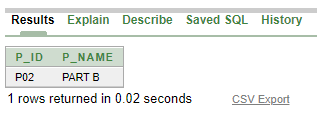 Results Explain Describe Saved SQL History
P_ID P_NAME
P02 PART B
1 rows returned in 0.02 seconds CSV Export